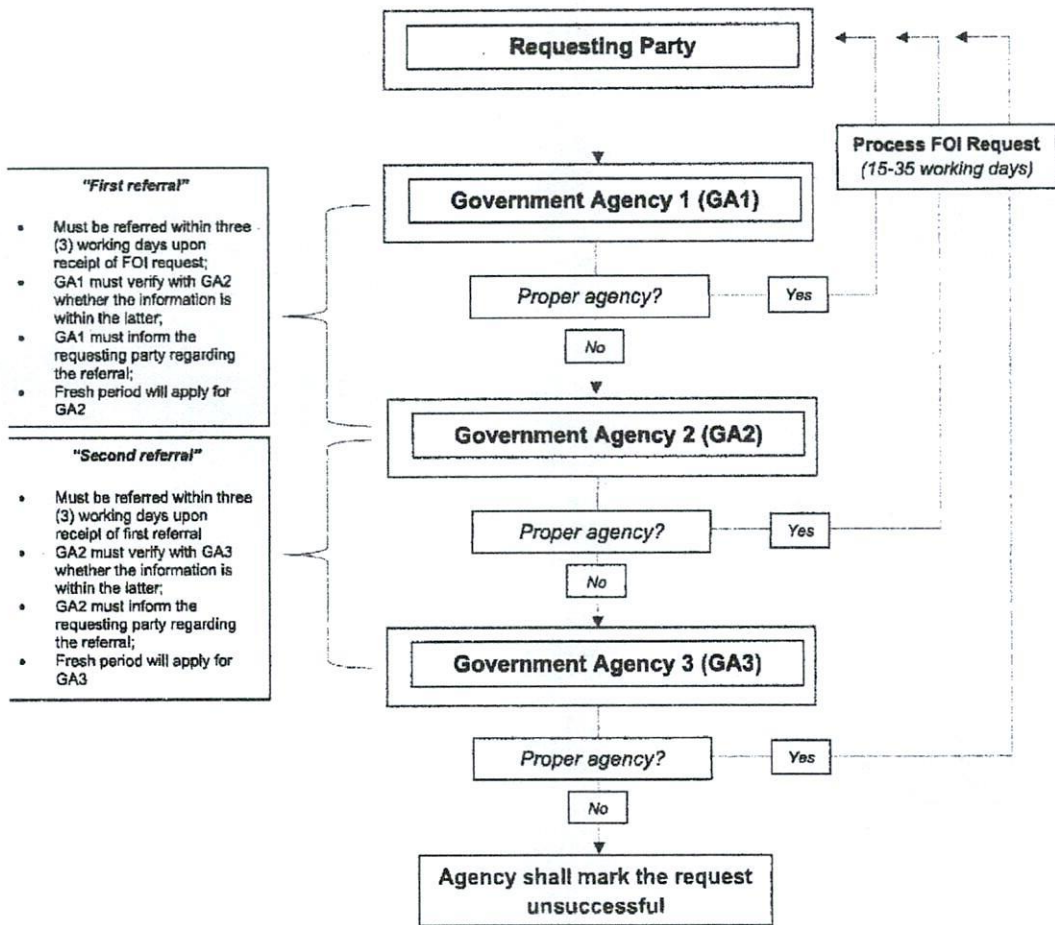 Requesting Party
Process FOI Request
(15-35 working days)
"First referral"
• Must be referred within three
(3) working days upon
receipt of FOI request;
• GA1 must verify with GA2
whether the information is
within the latter;
• GA1 must inform the
requesting party regarding
the referral;
• Fresh period will apply for
GA2
Government Agency 1 (GA1)
Proper agency?
Yes
No
Government Agency 2 (GA2)
"Second referral"
• Must be referred within three
(3) working days upon
receipt of first referral
• GA2 must verify with GA3
whether the information is
within the latter;
• GA2 must inform the
requesting party regarding
the referral;
• Fresh period will apply for
GA3
Proper agency?
Yes
No
Government Agency 3 (GA3)
Proper agency?
Yes
No
Agency shall mark the request
unsuccessful